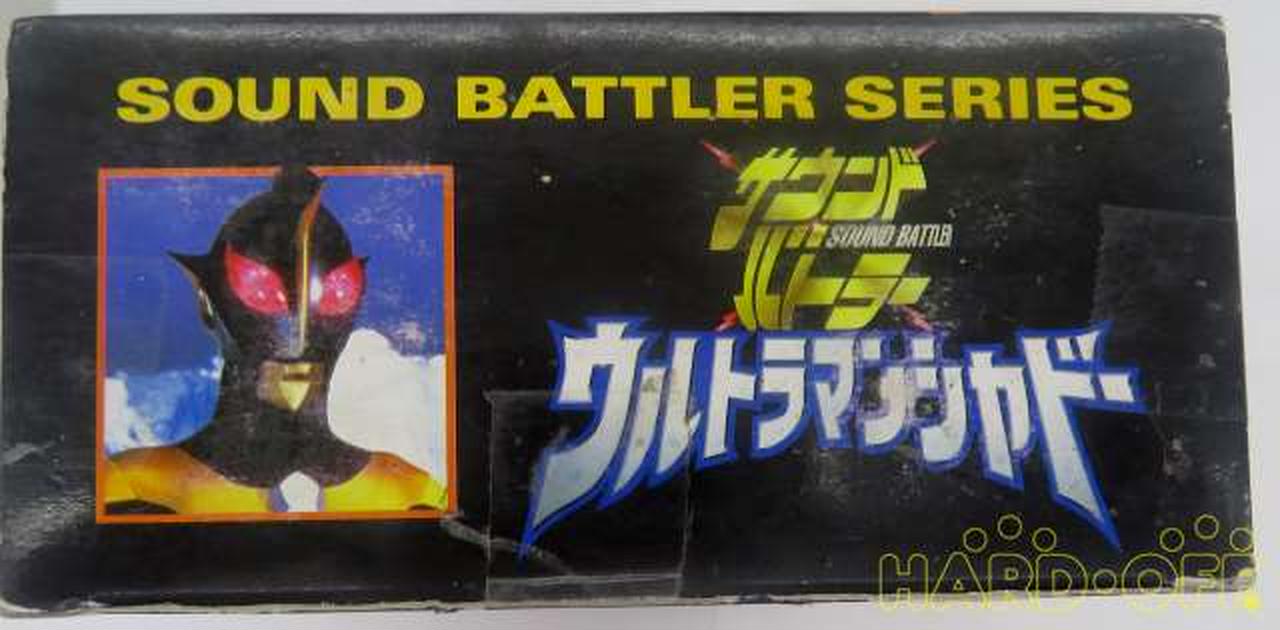 SOUND BATTLER SERIES
サウンド
SOUND BATTLER
バトラー
ウルトラマンシャドー
HARD・OFF